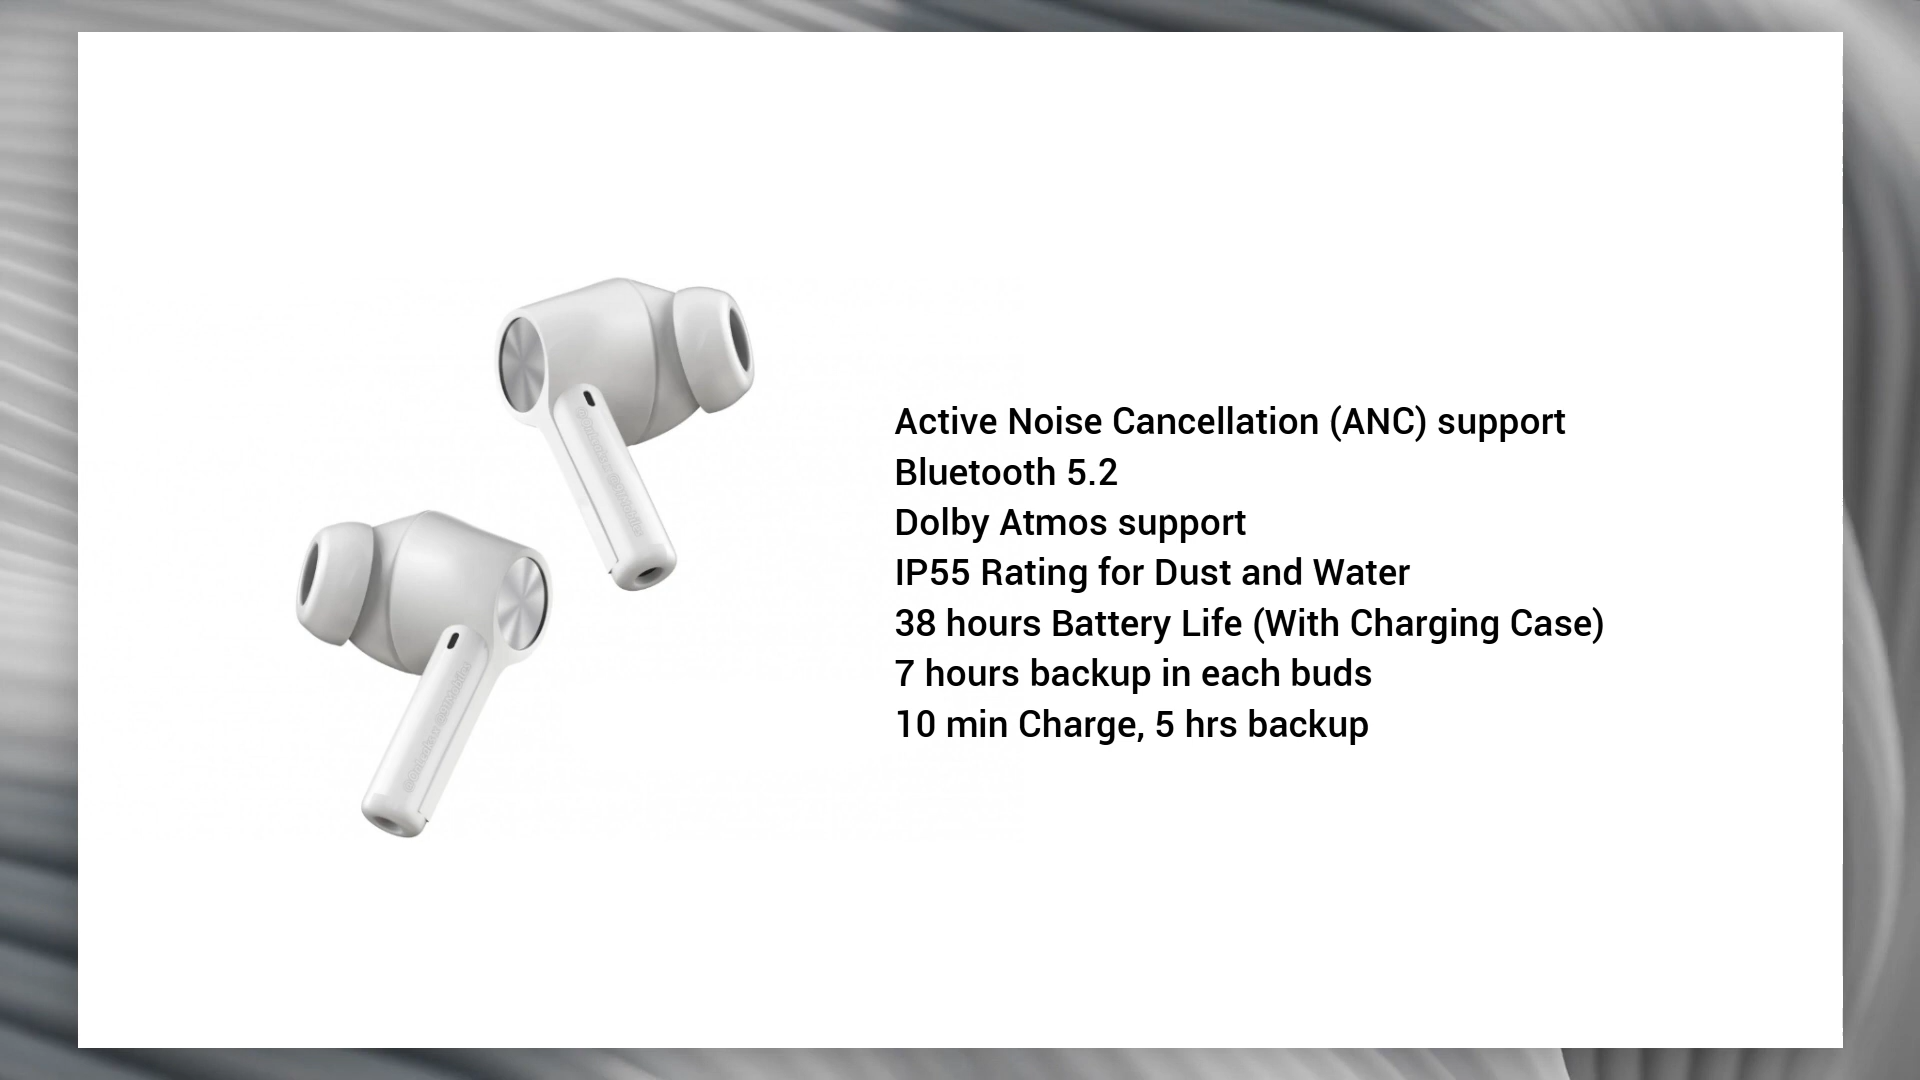 Active Noise Cancellation (ANC) support
Bluetooth 5.2
Dolby Atmos support
IP55 Rating for Dust and Water
38 hours Battery Life (With Charging Case)
7 hours backup in each buds
10 min Charge, 5 hrs backup